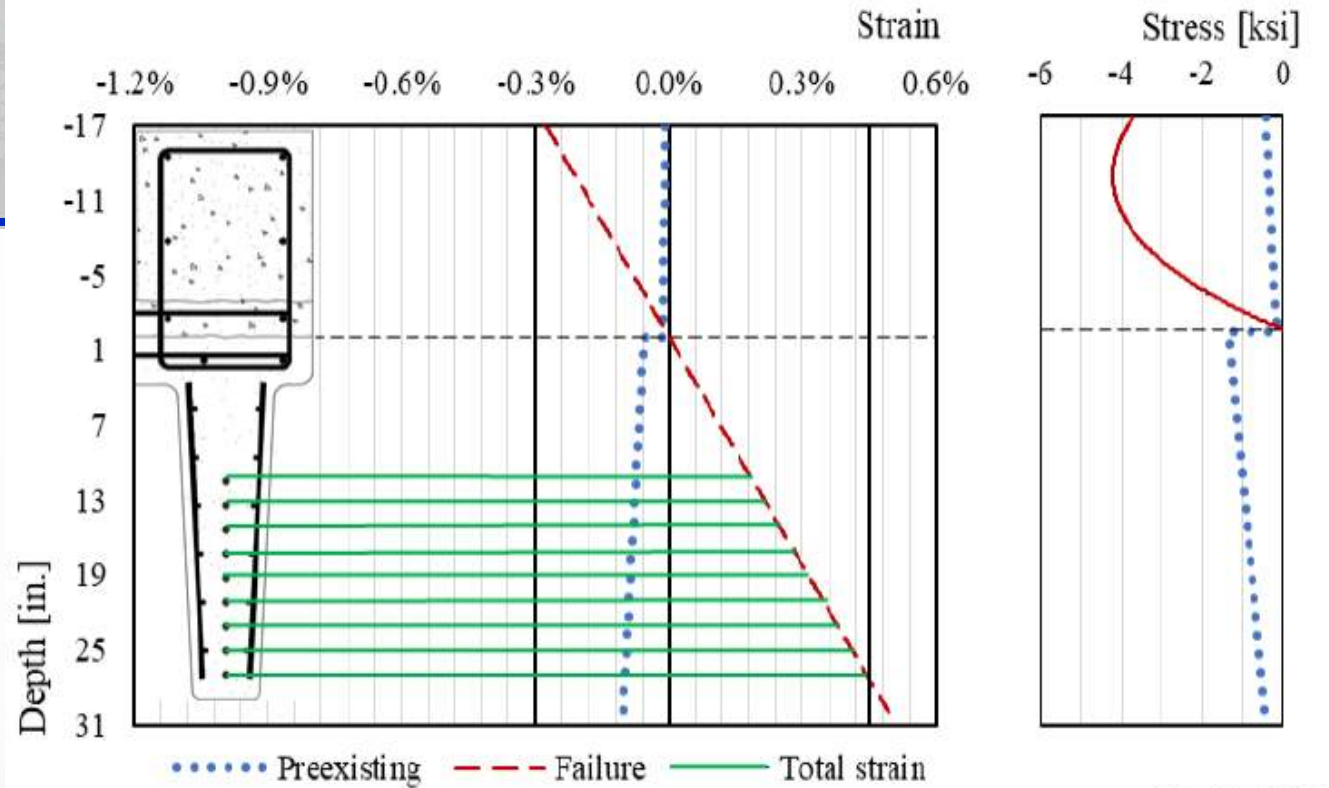 Strain
-1.2% -0.9% -0.6% -0.3% 0.0% 0.3% 0.6%
Stress [ksi]
-6 -4 -2 0
-17
-11
-5
1
7
13
19
25
31
Depth [in.]
Preexisting Failure Total strain